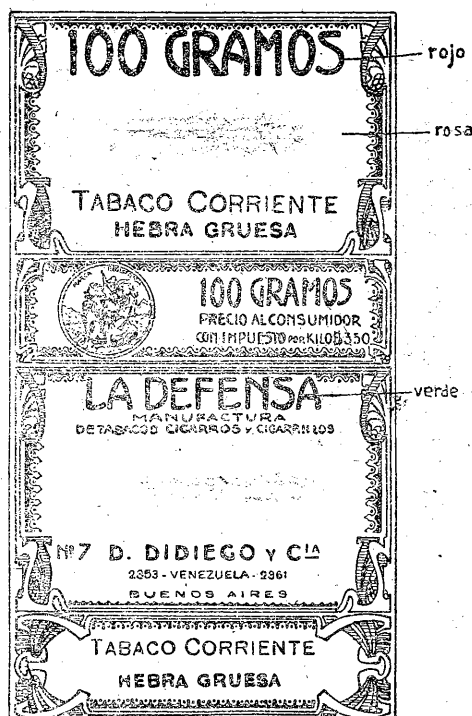 100 GRAMOS
rojo
rosa
TABACO CORRIENTE
HEBRA GRUESA
100 GRAMOS
PRECIO AL CONSUMIDOR
CON IMPUESTO POR KILO $ 3.50
LA DEFENSA
verde
MANUFACTURA
DE TABACOS CIGARROS Y CIGARRILLOS
Nº 7 D. DIDIEGO Y CIA
2353 - VENEZUELA - 2361
BUENOS AIRES
TABACO CORRIENTE
HEBRA GRUESA